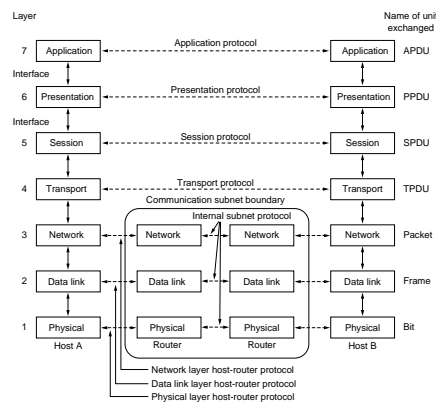 Layer
Name of unit
exchanged
7 Application Application protocol Application APDU
Interface
6 Presentation Presentation protocol Presentation PPDU
Interface
5 Session Session protocol Session SPDU
4 Transport Transport protocol Transport TPDU
Communication subnet boundary
Internal subnet protocol
3 Network Network Network Network Packet
2 Data link Data link Data link Data link Frame
1 Physical Physical Physical Physical Bit
Host A Router Router Host B
Network layer host-router protocol
Data link layer host-router protocol
Physical layer host-router protocol